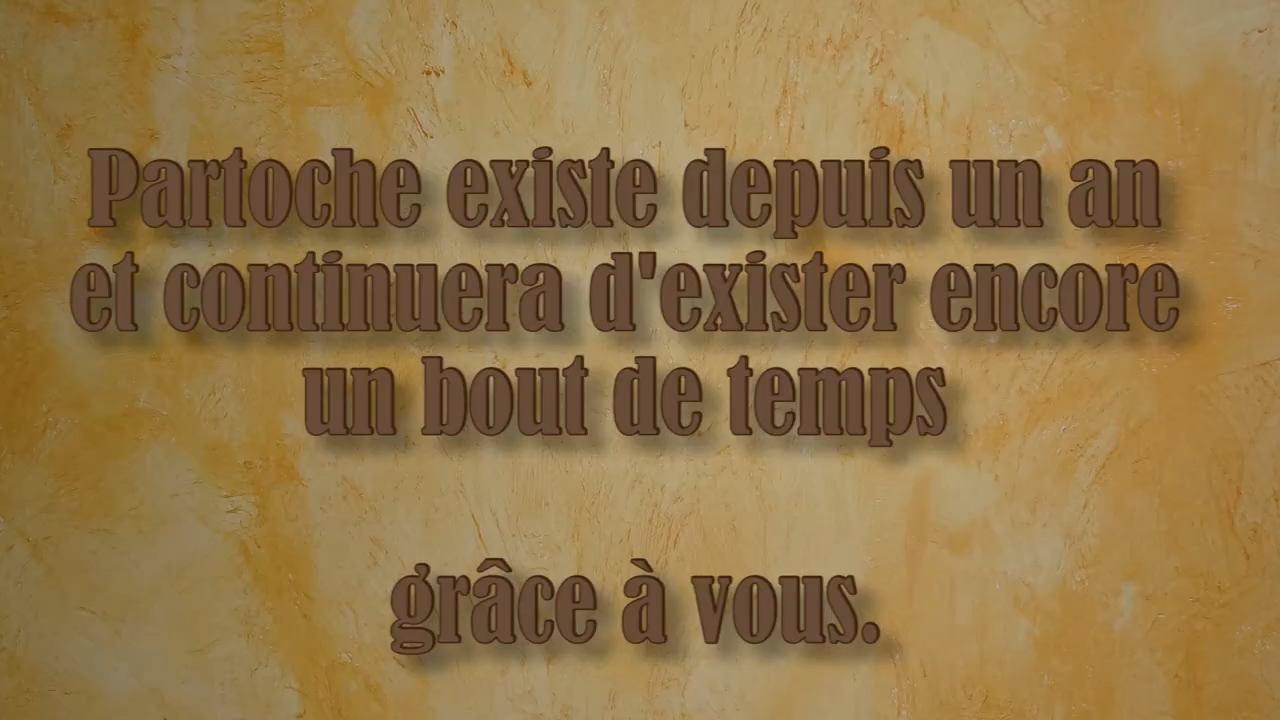 Partoche existe depuis un an
et continuera d'exister encore
un bout de temps
grâce à vous.